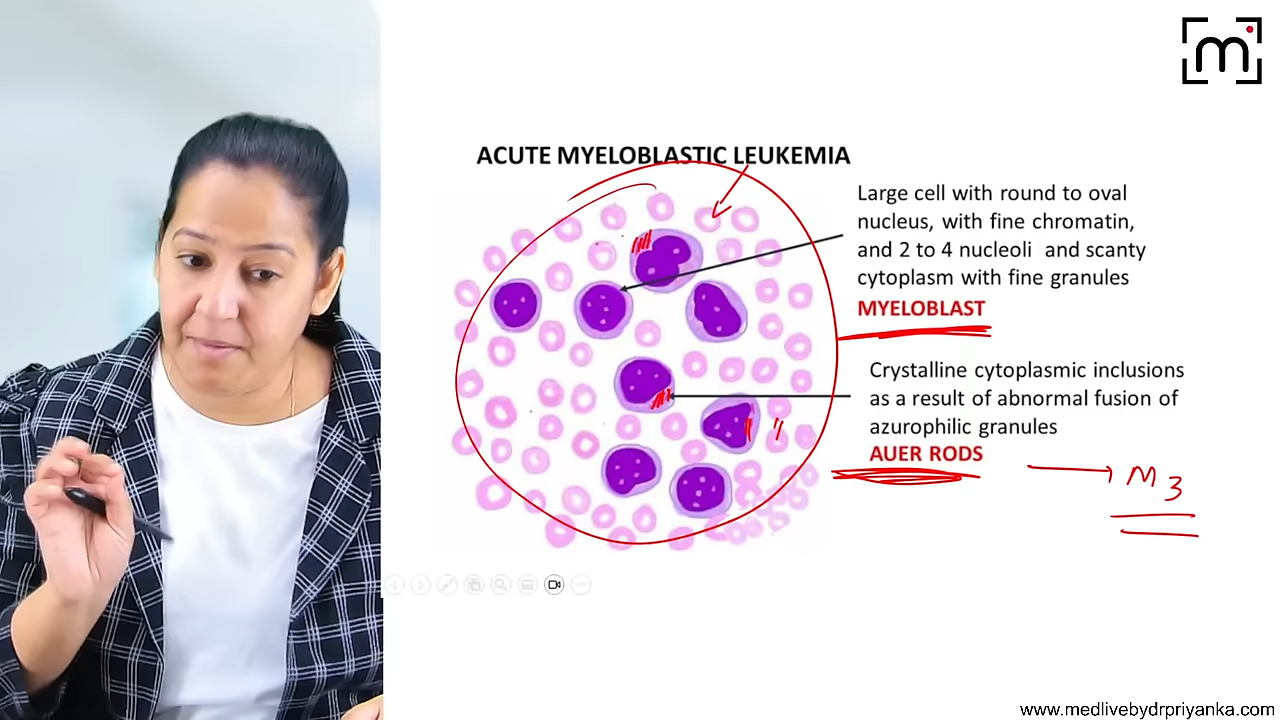 m
ACUTE MYELOBLASTIC LEUKEMIA
Large cell with round to oval
nucleus, with fine chromatin,
and 2 to 4 nucleoli and scanty
cytoplasm with fine granules
MYELOBLAST
Crystalline cytoplasmic inclusions
as a result of abnormal fusion of
azurophilic granules
AUER RODS
M3
www.medlivebydrpriyanka.com